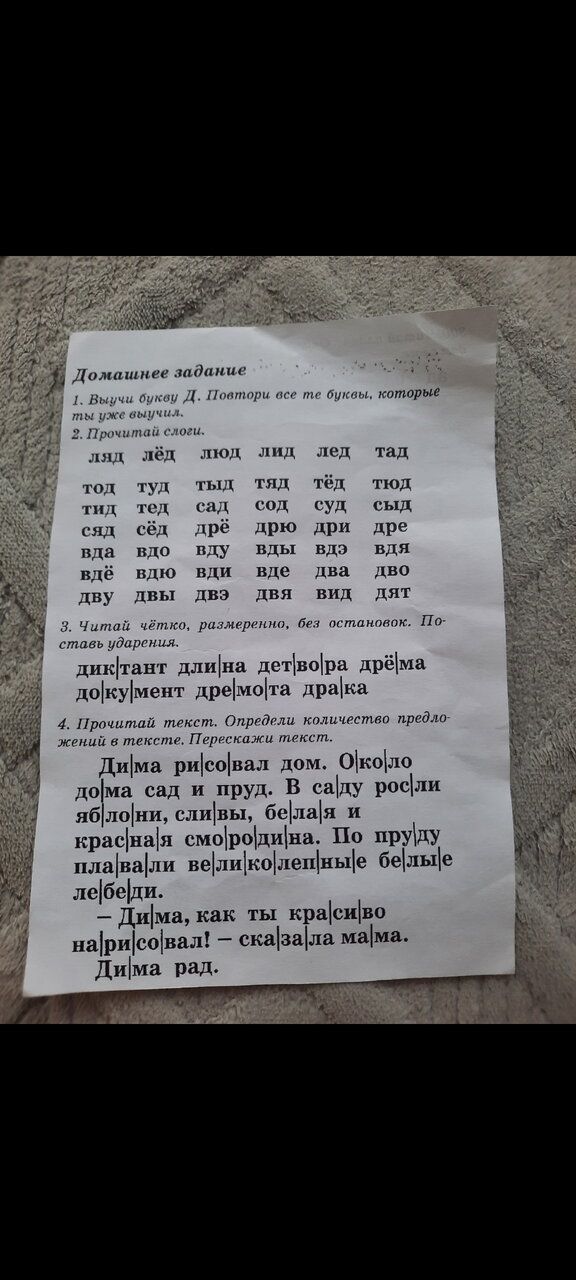 Домашнее задание
1. Выучи букву Д. Повтори все те буквы, которые
ты уже выучил.
2. Прочитай слоги.
ляд лёд люд лид лед тад
тод туд тыд тяд тёд тюд
тид тед сад сод суд сыд
сяд сёд дрё дрю дри дре
вда вдо вду вды вдэ вдя
вдё вдю вди вде два дво
дву двы двэ двя вид дят
3. Читай чётко, размеренно, без остановок. По-
ставь ударения.
дик|тант дли|на дет|во|ра дрё|ма
до|ку|мент дре|мо|та дра|ка
4. Прочитай текст. Определи количество предло-
жений в тексте. Перескажи текст.
Ди|ма ри|со|вал дом. О|ко|ло
до|ма сад и пруд. В са|ду рос|ли
яб|ло|ни, сли|вы, бе|ла|я и
крас|на|я смо|ро|ди|на. По пру|ду
пла|ва|ли ве|ли|ко|леп|ны|е бе|лы|е
ле|бе|ди.
– Ди|ма, как ты кра|си|во
на|ри|со|вал! – ска|за|ла ма|ма.
Ди|ма рад.